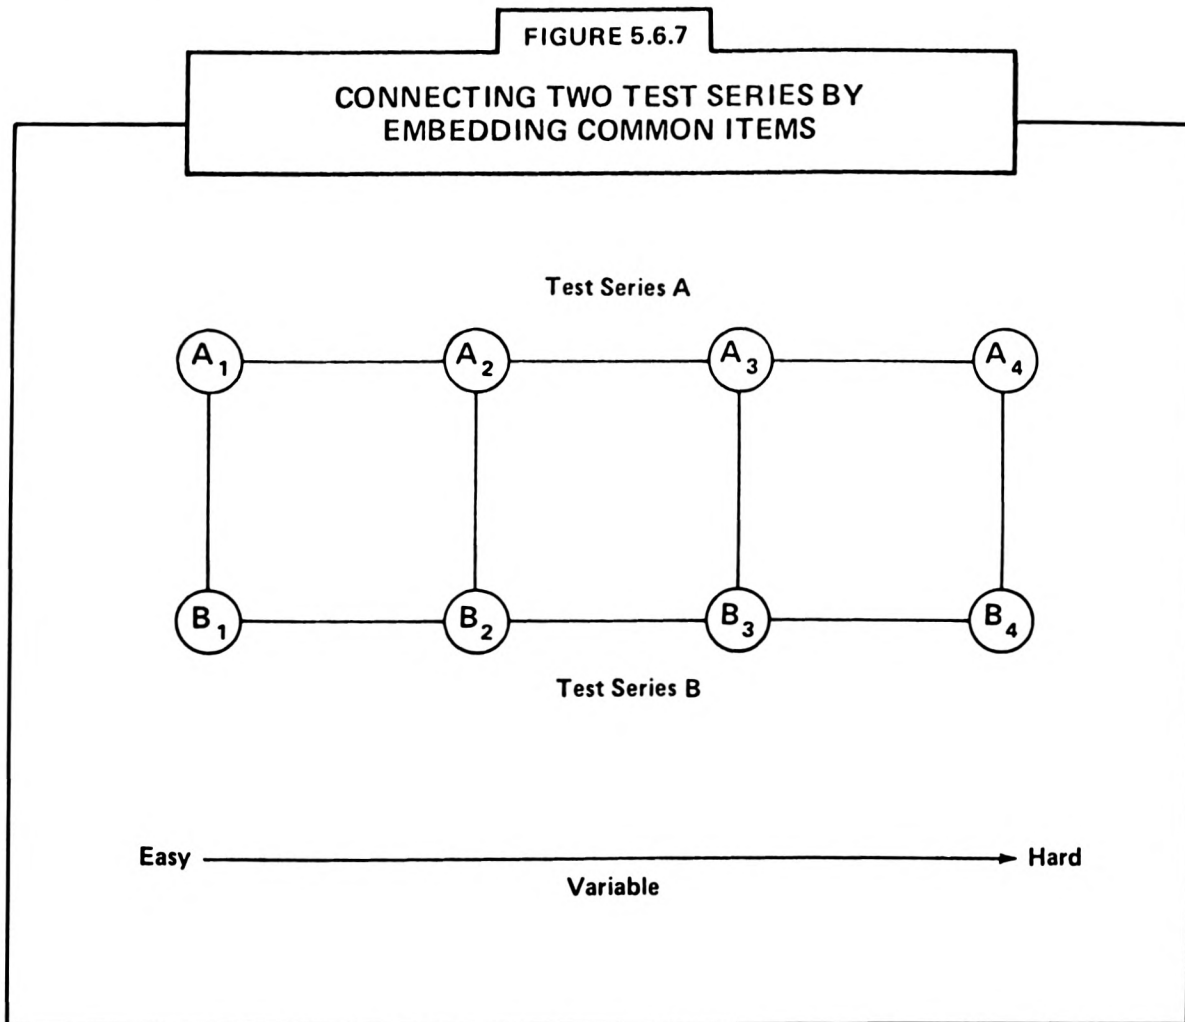 FIGURE 5.6.7
CONNECTING TWO TEST SERIES BY
EMBEDDING COMMON ITEMS
Test Series A
A₁ A₂ A₃ A₄
B₁ B₂ B₃ B₄
Test Series B
Easy Hard
Variable